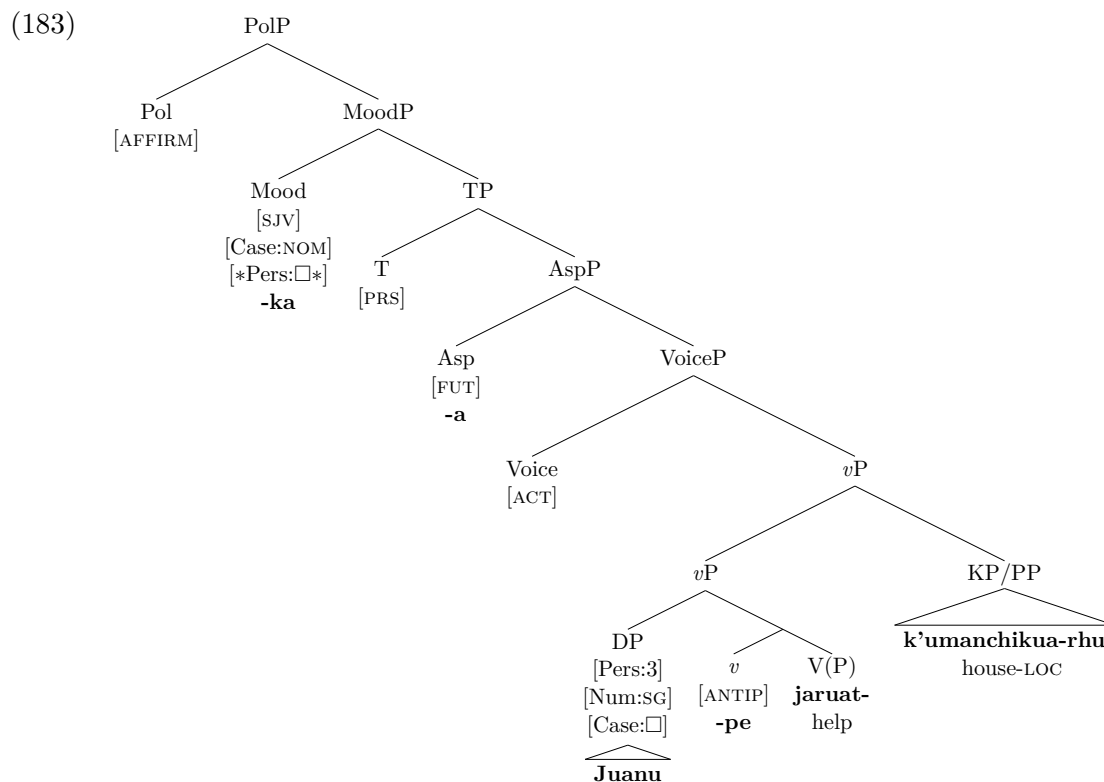 (183)
PolP
Pol MoodP
[AFFIRM]
Mood TP
[SJV]
[Case:NOM]
[∗Pers:□∗] T AspP
-ka [PRS]
Asp VoiceP
[FUT]
-a
Voice vP
[ACT]
vP KP/PP
k'umanchikua-rhu
DP v V(P) house-LOC
[Pers:3] [ANTIP] jaruat-
[Num:SG] -pe help
[Case:□]
Juanu